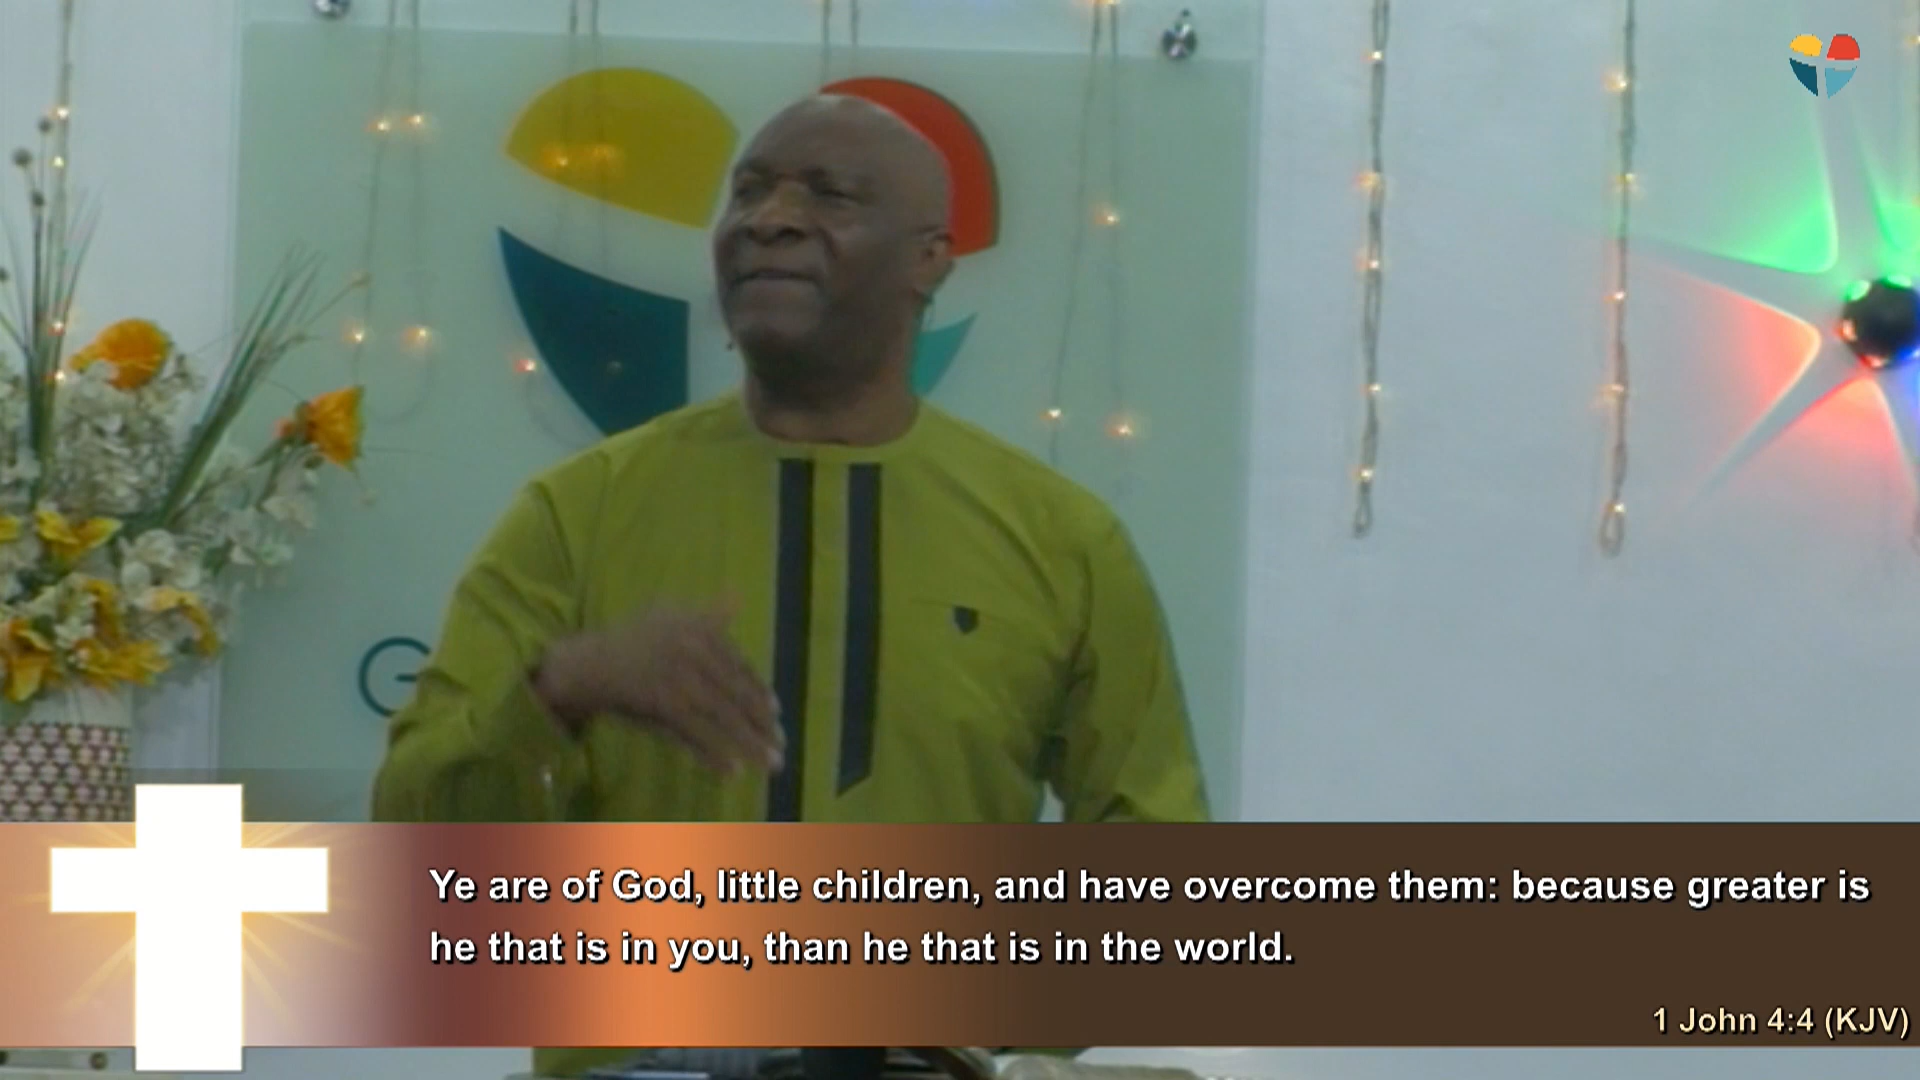 G
Ye are of God, little children, and have overcome them: because greater is
he that is in you, than he that is in the world.
1 John 4:4 (KJV)